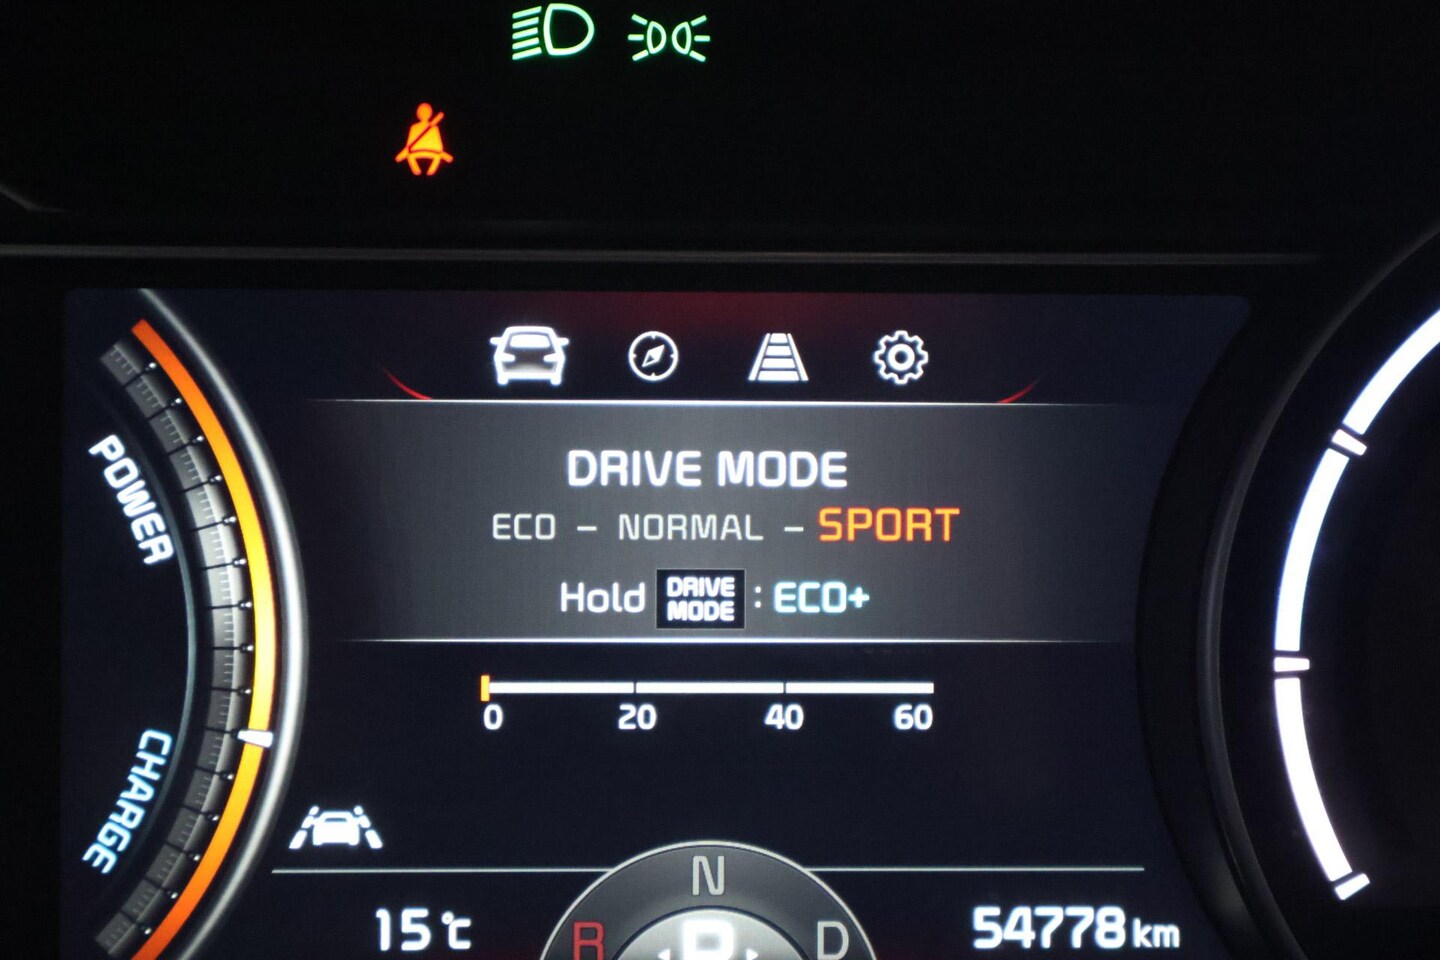 DRIVE MODE
ECO – NORMAL – SPORT
Hold DRIVE MODE : ECO+
0 20 40 60
POWER
CHARGE
N
R P D
15℃
54778 km